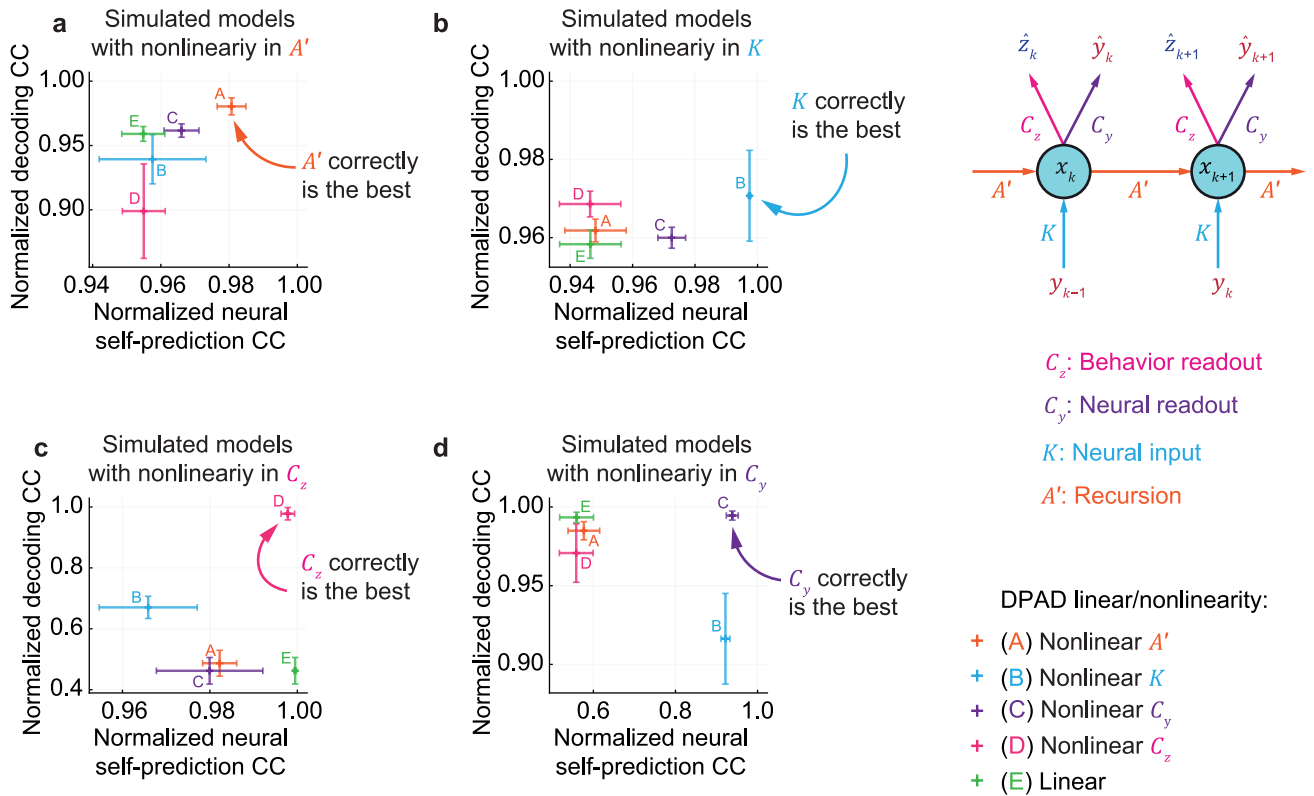 a
Simulated models
with nonlineariy in A′
Normalized decoding CC
1.00
0.95
0.90
A
E
C
B
D
A′ correctly
is the best
0.94 0.96 0.98 1.00
Normalized neural
self-prediction CC
b
Simulated models
with nonlineariy in K
Normalized decoding CC
1.00
0.98
0.96
K correctly
is the best
B
D
A
C
E
0.94 0.96 0.98 1.00
Normalized neural
self-prediction CC
ẑk ŷk ẑk+1 ŷk+1
Cz Cy Cz Cy
xk xk+1
A′ A′ A′
K K
yk−1 yk
Cz: Behavior readout
Cy: Neural readout
K: Neural input
A′: Recursion
c
Simulated models
with nonlineariy in Cz
Normalized decoding CC
1.0
0.8
0.6
0.4
D
Cz correctly
is the best
B
A
E
C
0.96 0.98 1.00
Normalized neural
self-prediction CC
d
Simulated models
with nonlineariy in Cy
Normalized decoding CC
1.00
0.95
0.90
E
C
A
D
Cy correctly
is the best
B
0.6 0.8 1.0
Normalized neural
self-prediction CC
DPAD linear/nonlinearity:
(A) Nonlinear A′
(B) Nonlinear K
(C) Nonlinear Cy
(D) Nonlinear Cz
(E) Linear